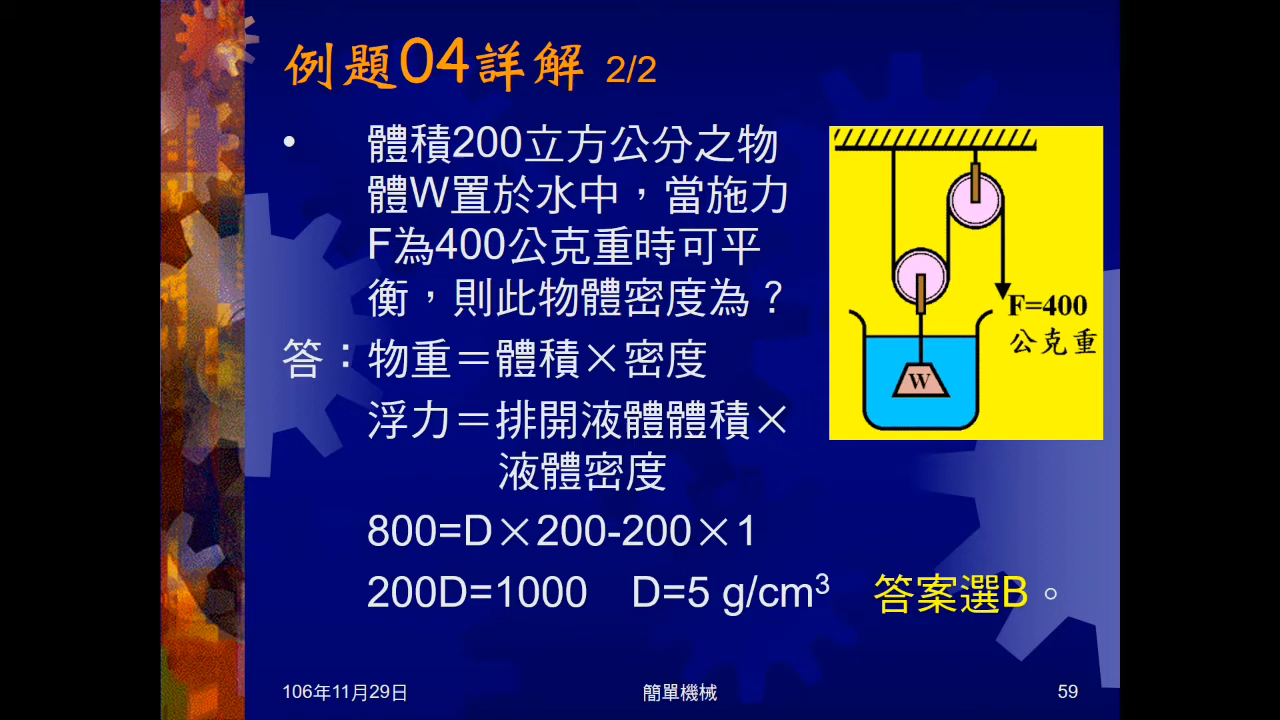 例題04詳解 2/2
• 體積200立方公分之物
體W置於水中，當施力
F為400公克重時可平
衡，則此物體密度為？
答：物重＝體積×密度
浮力＝排開液體體積×
液體密度
800=D×200-200×1
200D=1000 D=5 g/cm³ 答案選B。
F=400
公克重
W
106年11月29日
簡單機械
59